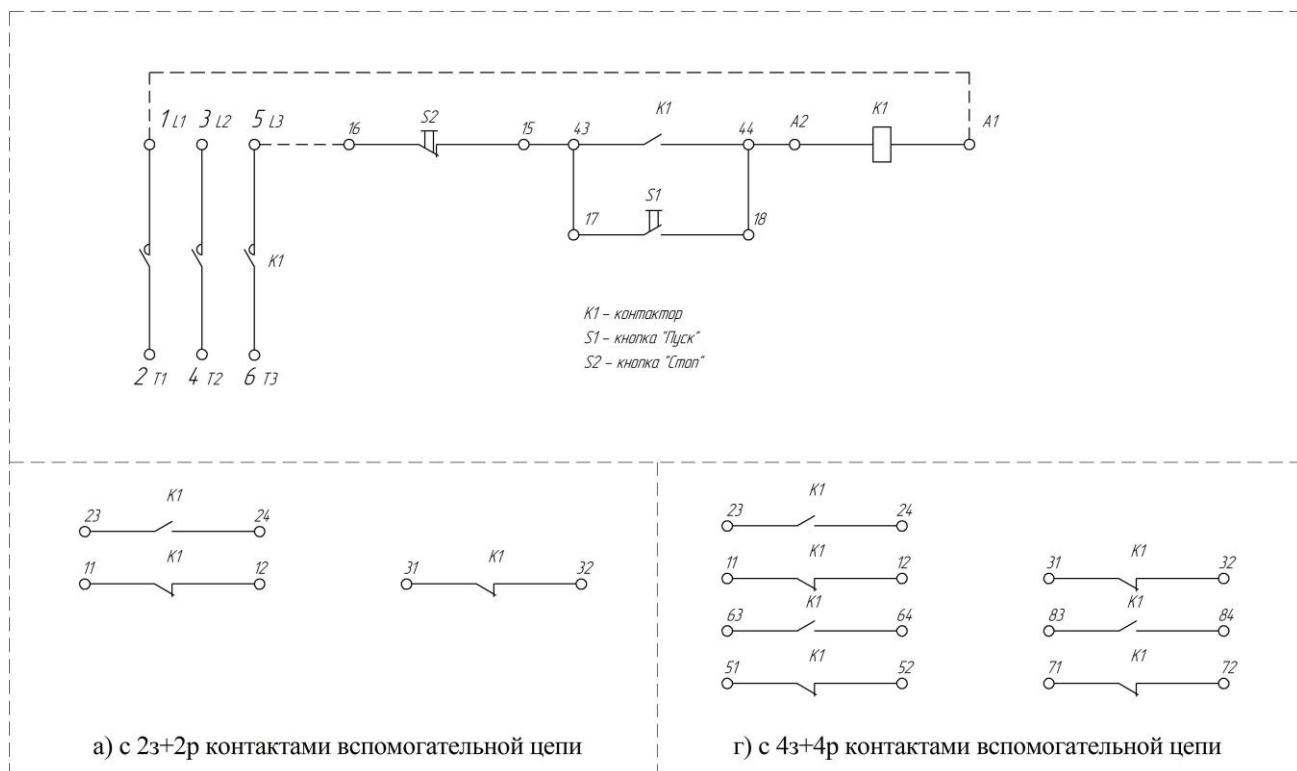 1 L1 3 L2 5 L3 16 S2 15 43 K1 44 A2 K1 A1
17 S1 18
K1
K1 – контактор
S1 – кнопка "Пуск"
S2 – кнопка "Стоп"
2 T1 4 T2 6 T3
23 K1 24
11 K1 12 31 K1 32
а) с 2з+2р контактами вспомогательной цепи
23 K1 24
11 K1 12 31 K1 32
63 K1 64 83 K1 84
51 K1 52 71 K1 72
г) с 4з+4р контактами вспомогательной цепи